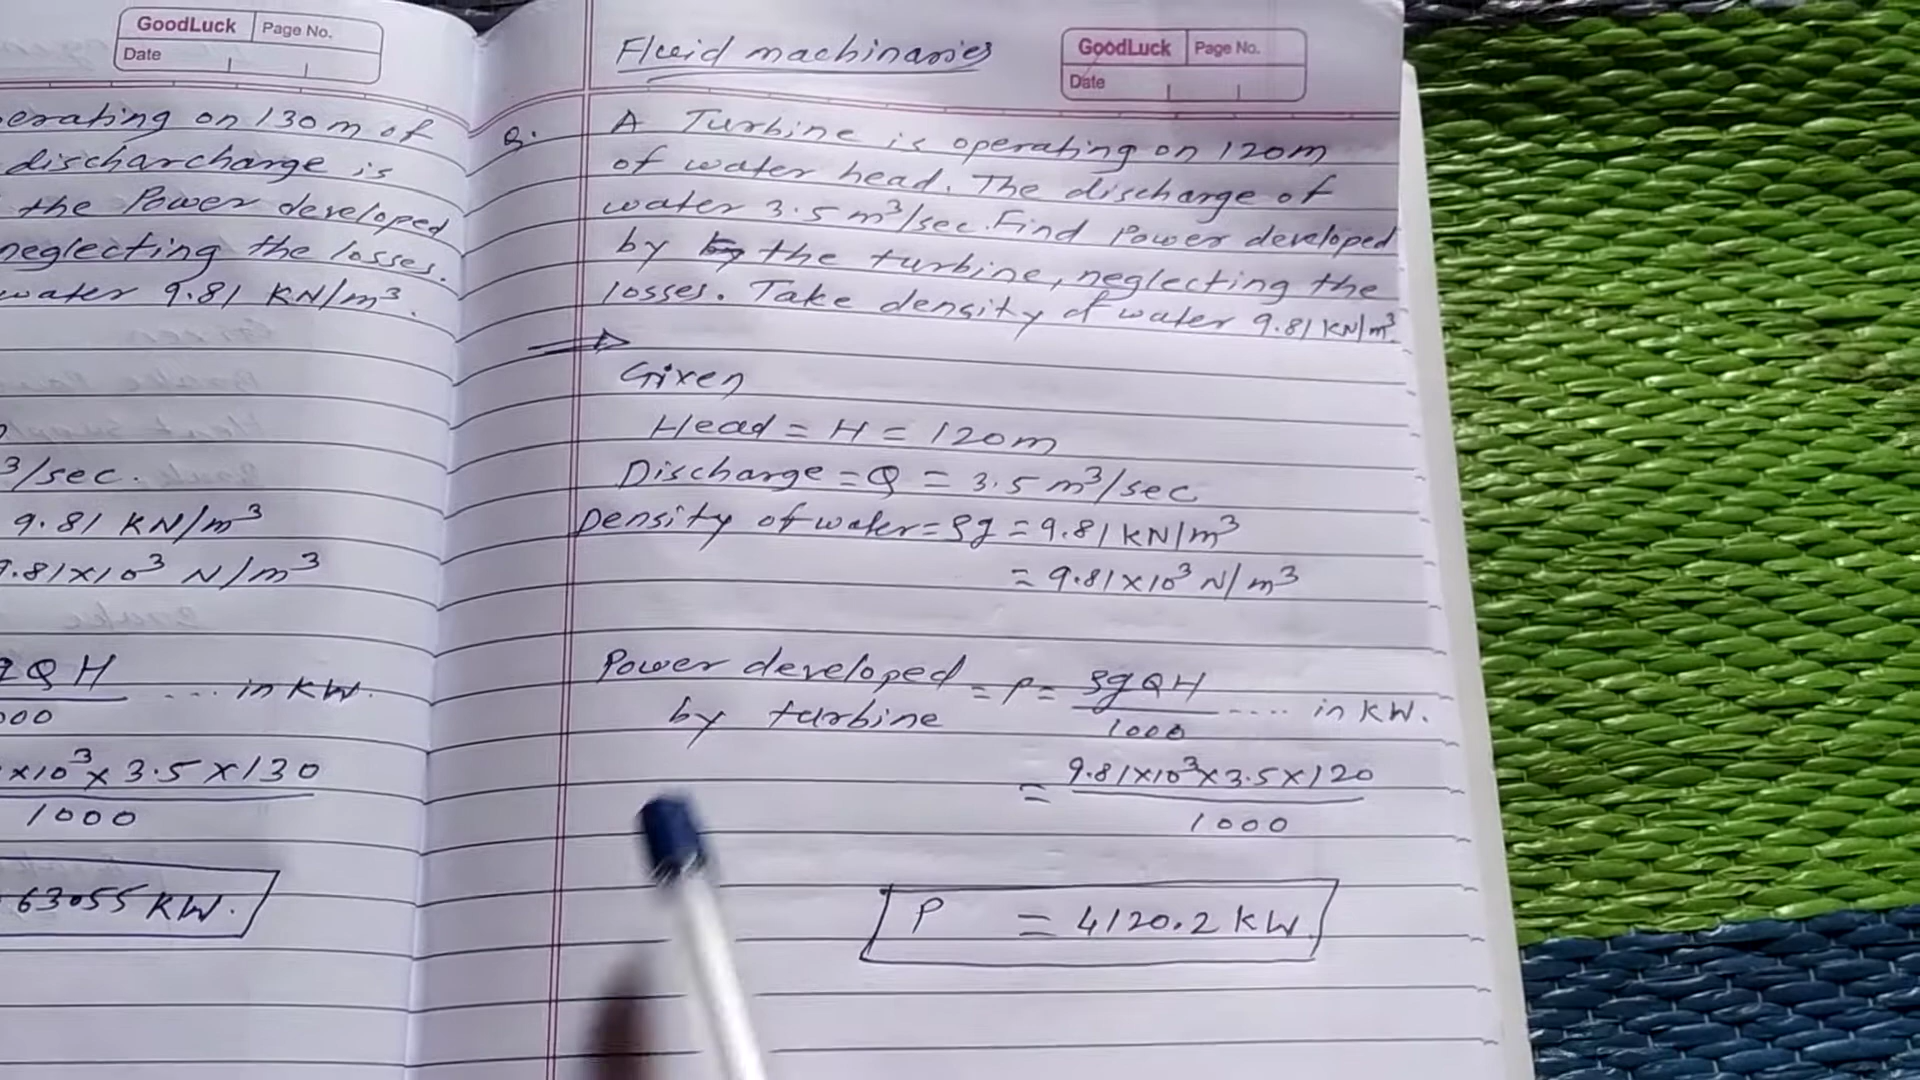 GoodLuck Page No.
Date
erating on 130 m of
discharcharge is
the Power developed
neglecting the losses.
water 9.81 KN/m³.
3/sec.
9.81 KN/m³
9.81×10³ N/m³
QH
in KW.
×10³× 3.5 ×130
1000
63055 KW.
Fluid machinaries
GoodLuck Page No.
Date
Q. A Turbine is operating on 120m
of water head. The discharge of
water 3.5 m³/sec. Find Power developed
by by the turbine, neglecting the
losses. Take density of water 9.81 KN/m³.
Given
Head = H = 120m
Discharge = Q = 3.5 m³/sec
Density of water = ρg = 9.81 KN/m³
= 9.81×10³ N/m³
Power developed = P = ρgQH
by turbine 1000 .... in KW.
= 9.81×10³×3.5×120
1000
P = 4120.2 KW.